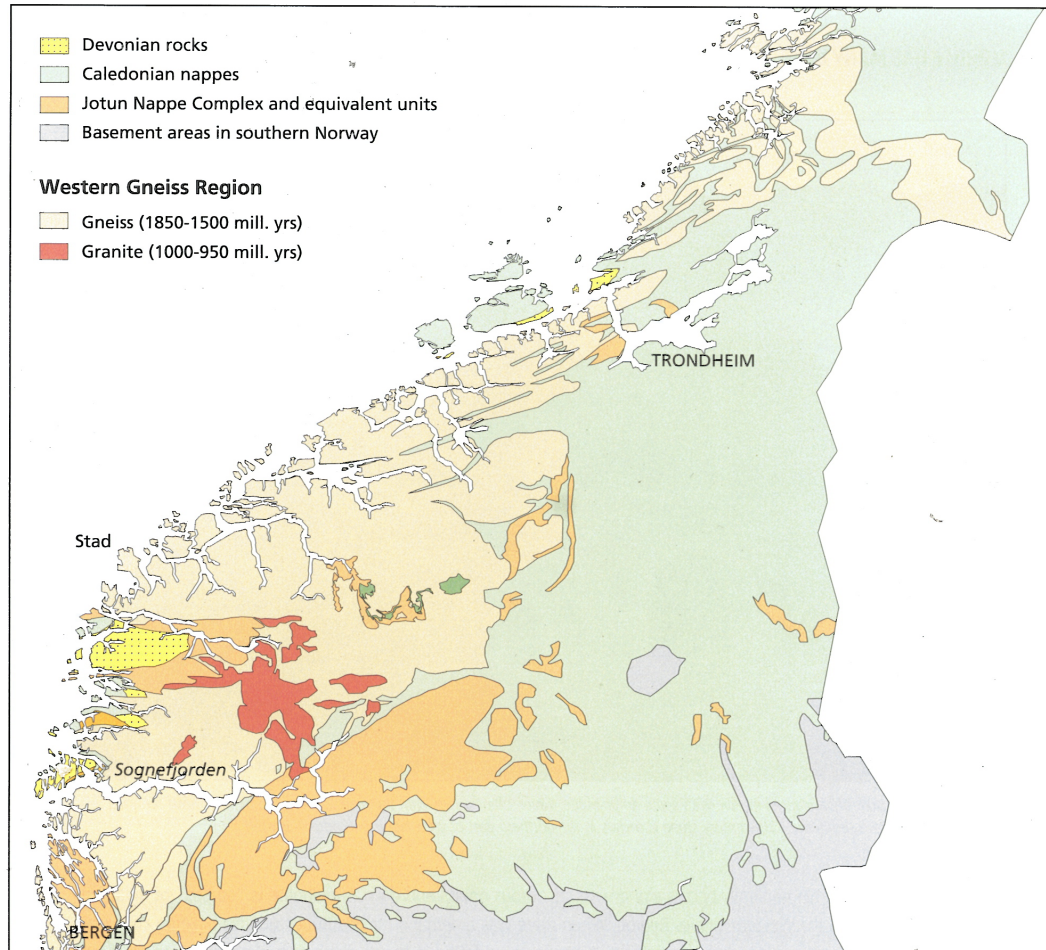 Devonian rocks
Caledonian nappes
Jotun Nappe Complex and equivalent units
Basement areas in southern Norway
Western Gneiss Region
Gneiss (1850-1500 mill. yrs)
Granite (1000-950 mill. yrs)
TRONDHEIM
Stad
Sognefjorden
BERGEN